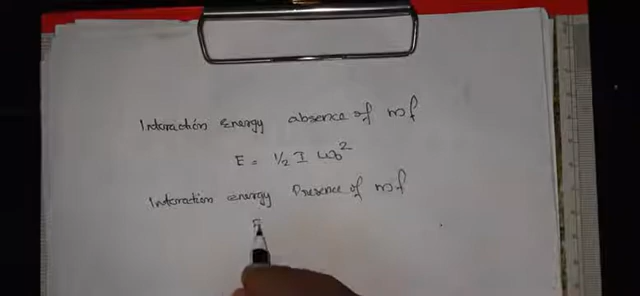 Interaction energy absence of mf
E = 1/2 I ω₀²
Interaction energy Presence of mf
E